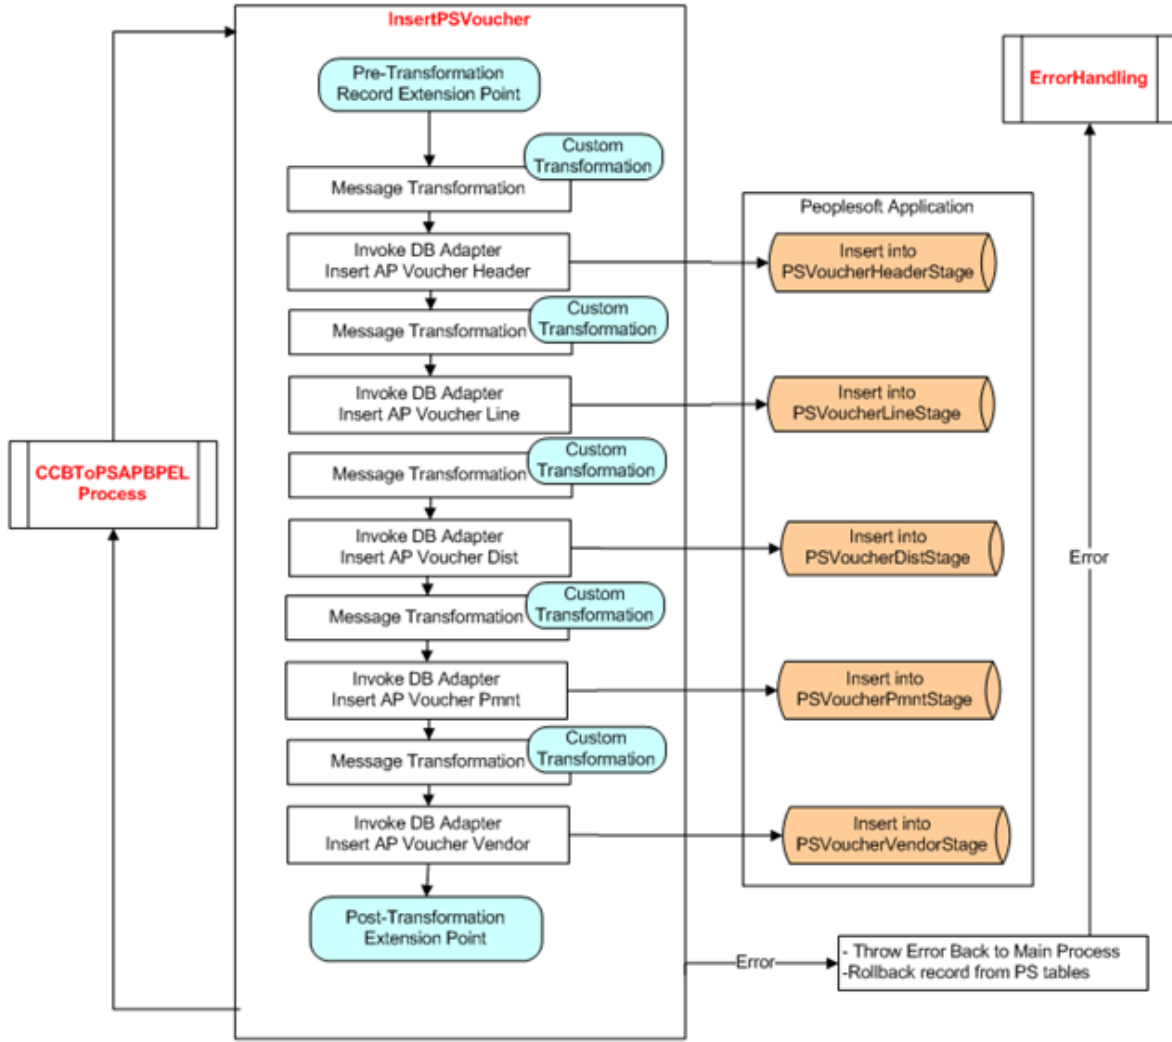 InsertPSVoucher
Pre-Transformation
Record Extension Point
Custom
Transformation
Message Transformation
Invoke DB Adapter
Insert AP Voucher Header
Custom
Transformation
Message Transformation
Invoke DB Adapter
Insert AP Voucher Line
Custom
Transformation
Message Transformation
Invoke DB Adapter
Insert AP Voucher Dist
Custom
Transformation
Message Transformation
Invoke DB Adapter
Insert AP Voucher Pmnt
Custom
Transformation
Message Transformation
Invoke DB Adapter
Insert AP Voucher Vendor
Post-Transformation
Extension Point
CCBToPSAPBPEL
Process
Peoplesoft Application
Insert into
PSVoucherHeaderStage
Insert into
PSVoucherLineStage
Insert into
PSVoucherDistStage
Insert into
PSVoucherPmntStage
Insert into
PSVoucherVendorStage
Error
- Throw Error Back to Main Process
-Rollback record from PS tables
Error
ErrorHandling